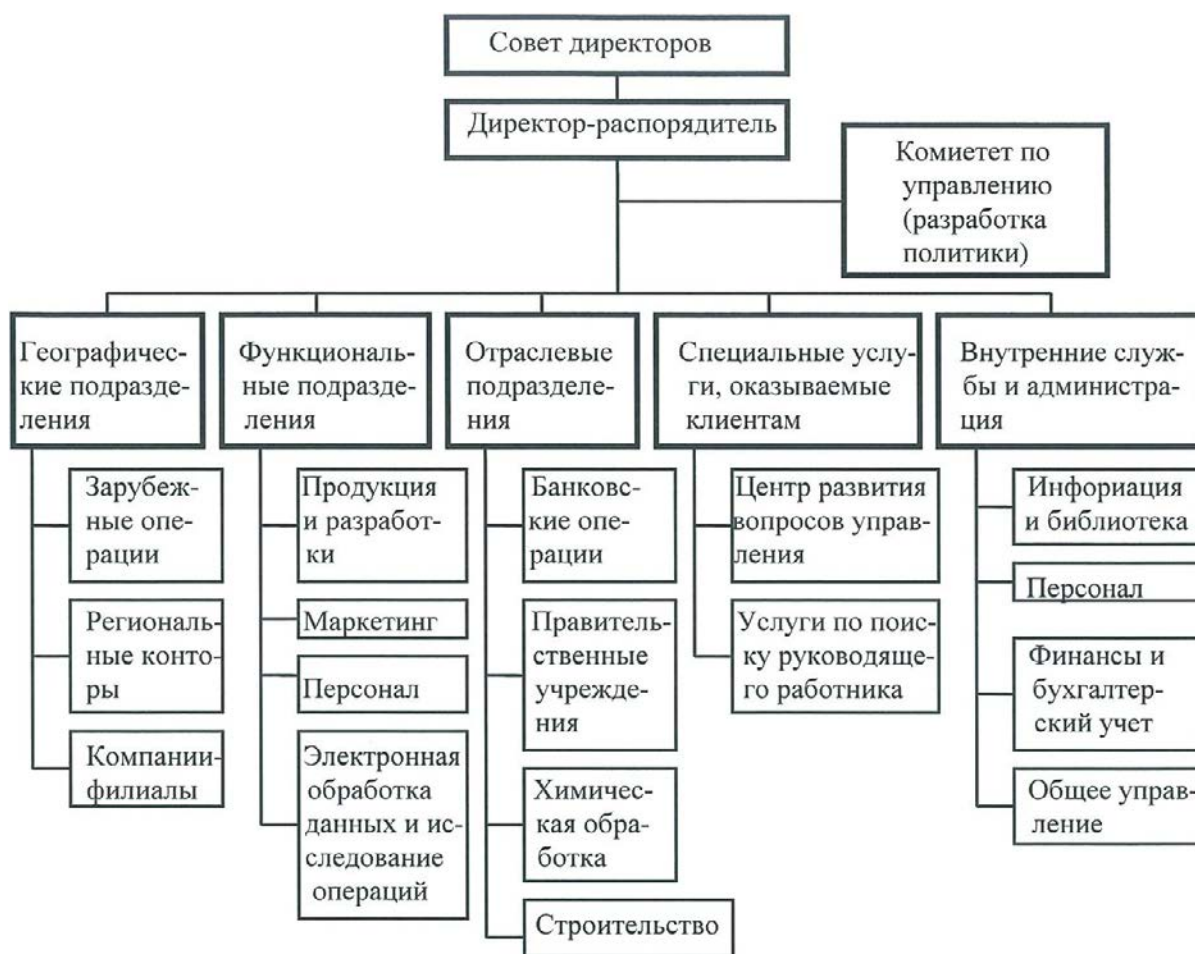 Совет директоров
Директор-распорядитель
Комиетет по
управлению
(разработка
политики)
Географичес-
кие подразде-
ления
Функциональ-
ные подразде-
ления
Отраслевые
подразделе-
ния
Специальные услу-
ги, оказываемые
клиентам
Внутренние служ-
бы и администра-
ция
Зарубеж-
ные опе-
рации
Региональ-
ные конто-
ры
Компании-
филиалы
Продукция
и разработ-
ки
Маркетинг
Персонал
Электронная
обработка
данных и ис-
следование
операций
Банковс-
кие опе-
рации
Правитель-
ственные
учрежде-
ния
Химичес-
кая обра-
ботка
Строительство
Центр развития
вопросов управ-
ления
Услуги по поис-
ку руководяще-
го работника
Инфориация
и библиотека
Персонал
Финансы и
бухгалтер-
ский учет
Общее управ-
ление